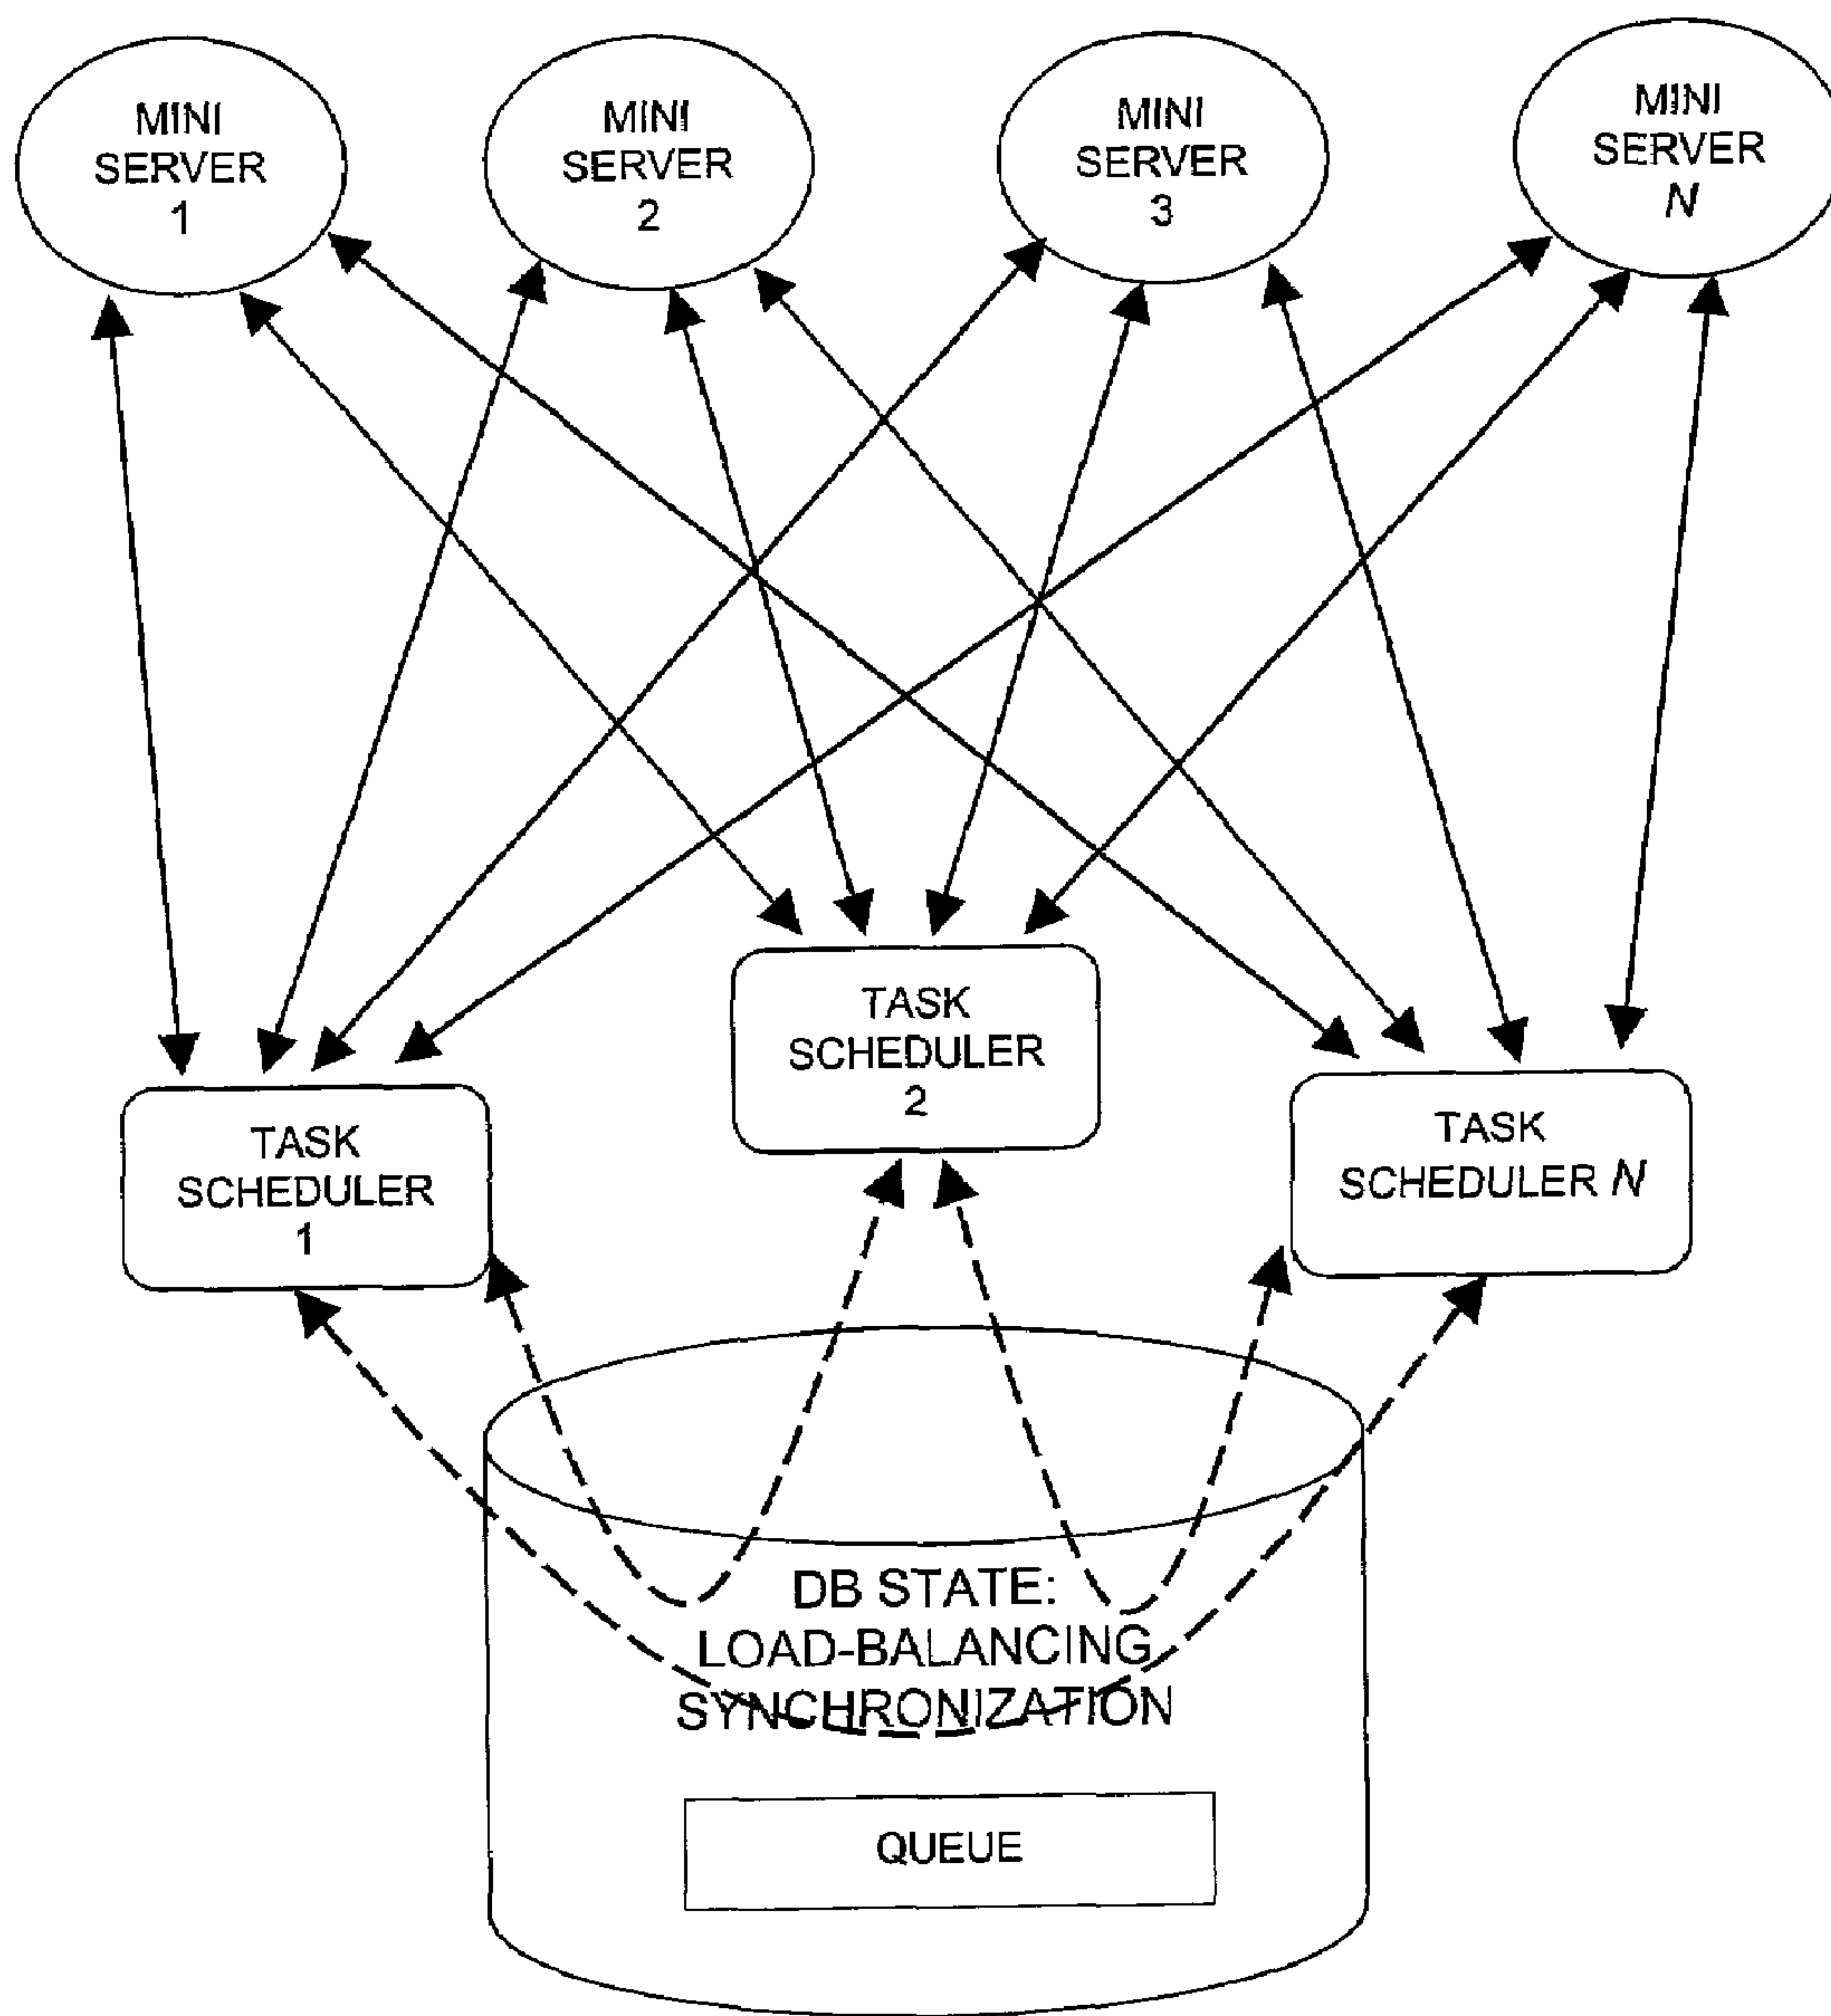 MINI
SERVER
1
MINI
SERVER
2
MINI
SERVER
3
MINI
SERVER
N
TASK
SCHEDULER
1
TASK
SCHEDULER
2
TASK
SCHEDULER N
DB STATE:
LOAD-BALANCING
SYNCHRONIZATION
QUEUE